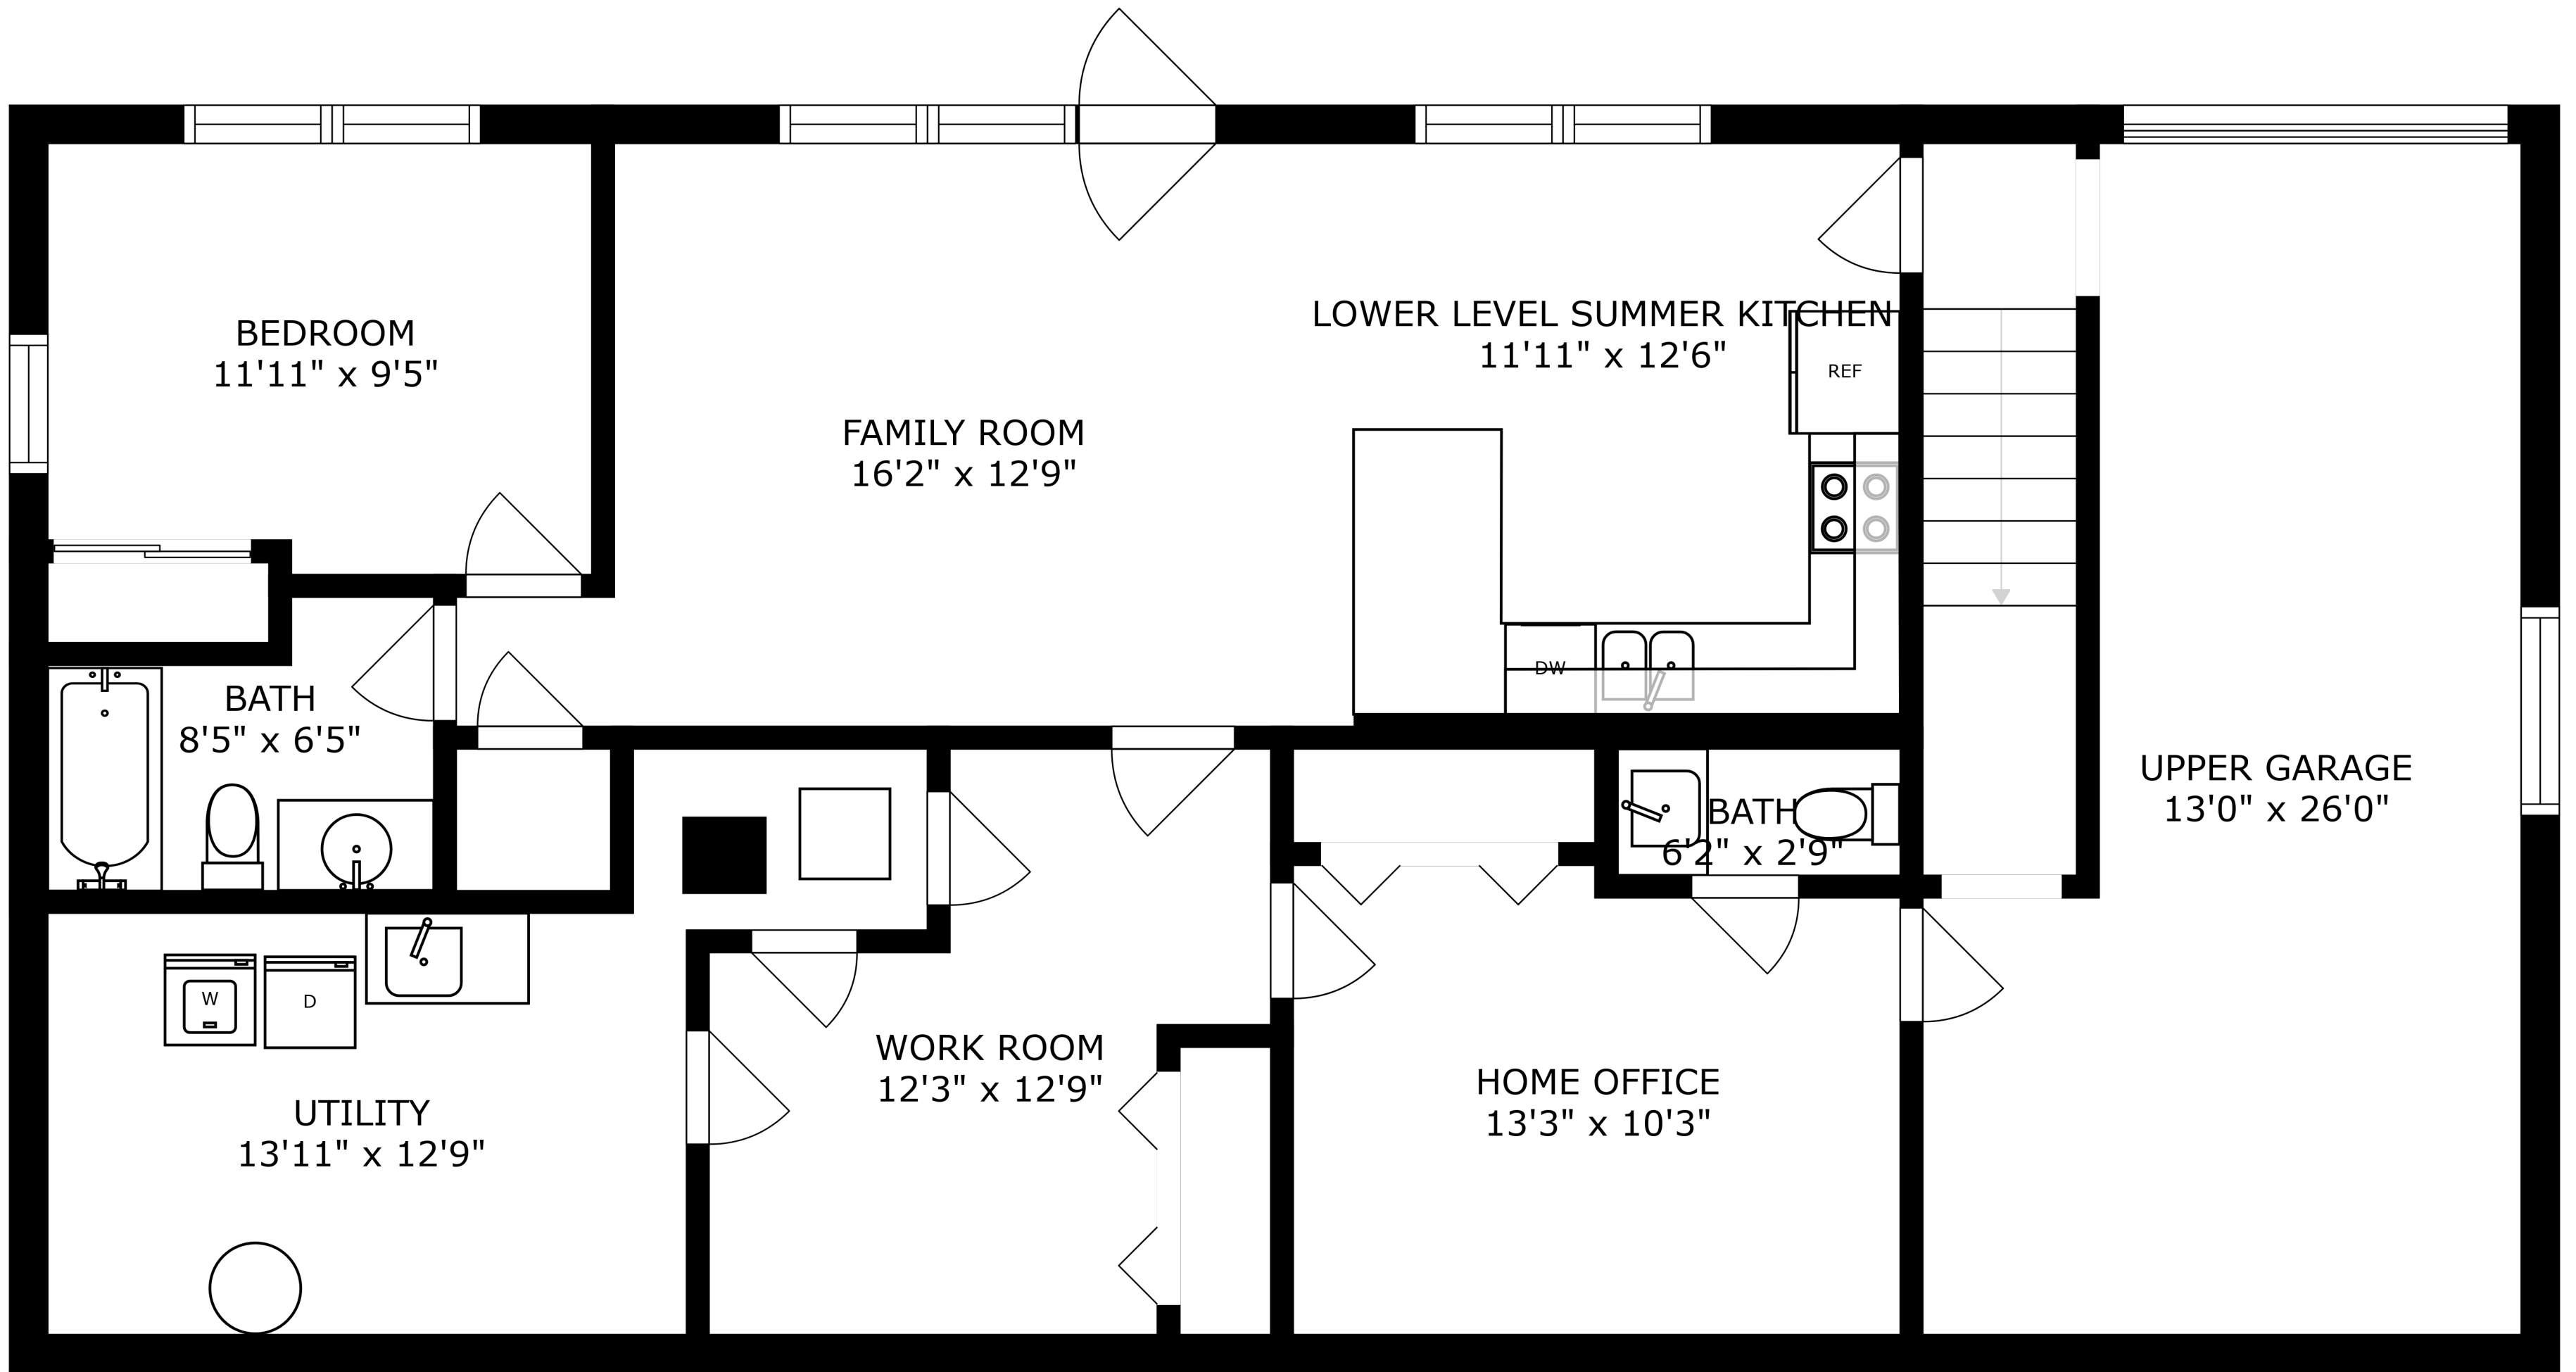 BEDROOM
11'11" x 9'5"
FAMILY ROOM
16'2" x 12'9"
LOWER LEVEL SUMMER KITCHEN
11'11" x 12'6"
REF
DW
BATH
8'5" x 6'5"
UPPER GARAGE
13'0" x 26'0"
BATH
6'2" x 2'9"
W
D
UTILITY
13'11" x 12'9"
WORK ROOM
12'3" x 12'9"
HOME OFFICE
13'3" x 10'3"